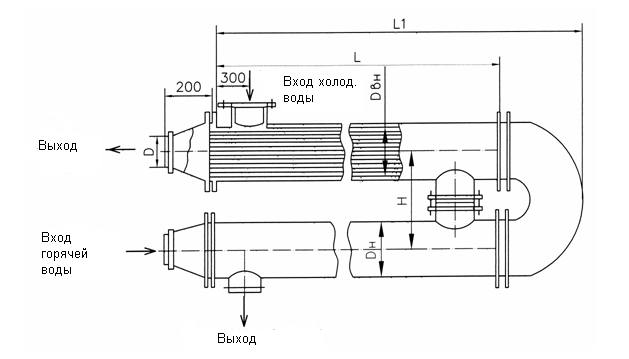 L1
L
300
Вход холод.
воды
200
Dвн
Выход
D
H
Вход
горячей
воды
Dн
Выход